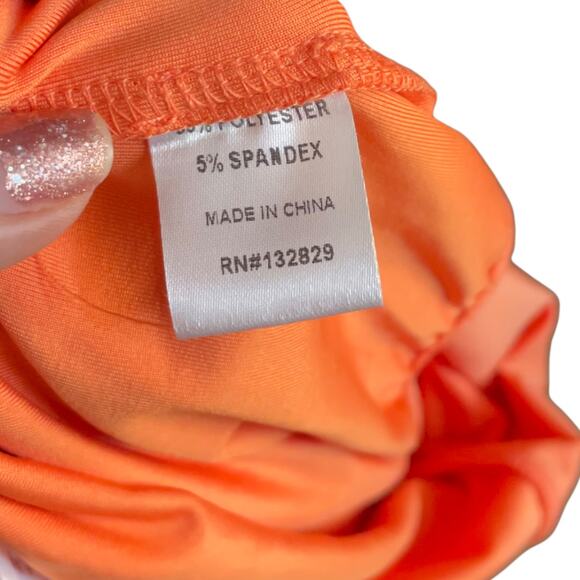 % POLYESTER
5% SPANDEX
MADE IN CHINA
RN#132829